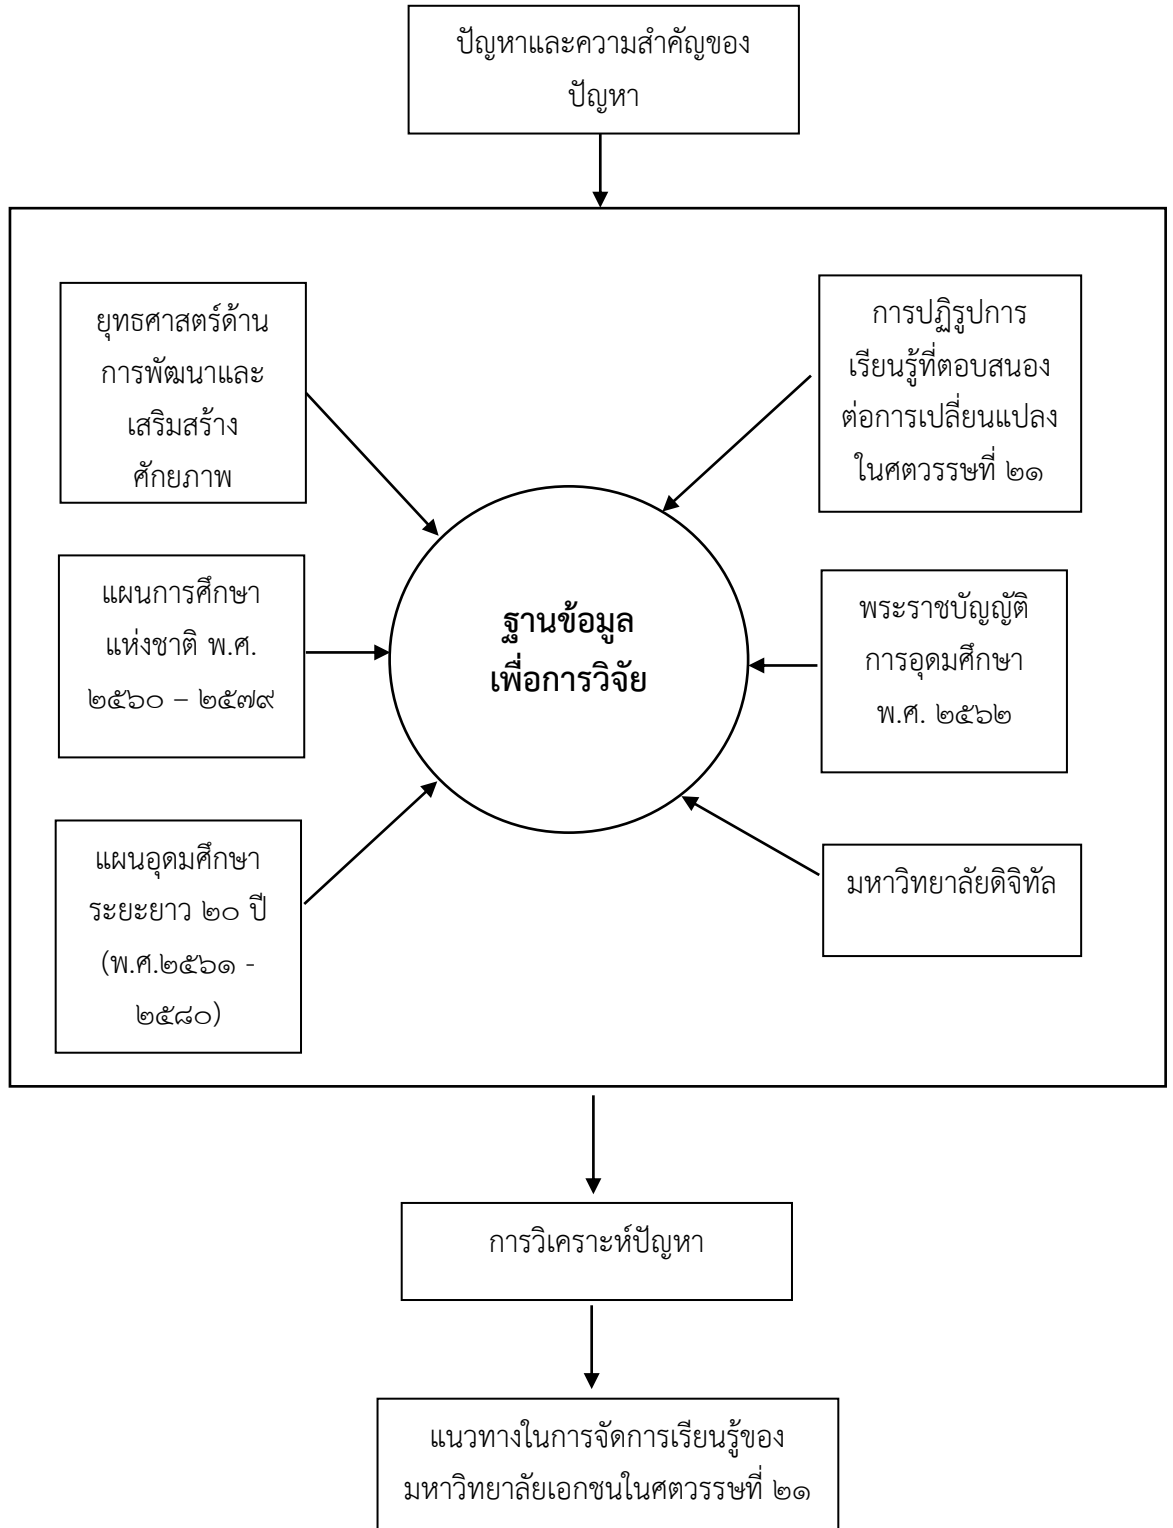 ปัญหาและความสำคัญของ
ปัญหา
ยุทธศาสตร์ด้าน
การพัฒนาและ
เสริมสร้าง
ศักยภาพ
การปฏิรูปการ
เรียนรู้ที่ตอบสนอง
ต่อการเปลี่ยนแปลง
ในศตวรรษที่ ๒๑
แผนการศึกษา
แห่งชาติ พ.ศ.
๒๕๖๐ – ๒๕๗๙
ฐานข้อมูล
เพื่อการวิจัย
พระราชบัญญัติ
การอุดมศึกษา
พ.ศ. ๒๕๖๒
แผนอุดมศึกษา
ระยะยาว ๒๐ ปี
(พ.ศ.๒๕๖๑ -
๒๕๘๐)
มหาวิทยาลัยดิจิทัล
การวิเคราะห์ปัญหา
แนวทางในการจัดการเรียนรู้ของ
มหาวิทยาลัยเอกชนในศตวรรษที่ ๒๑